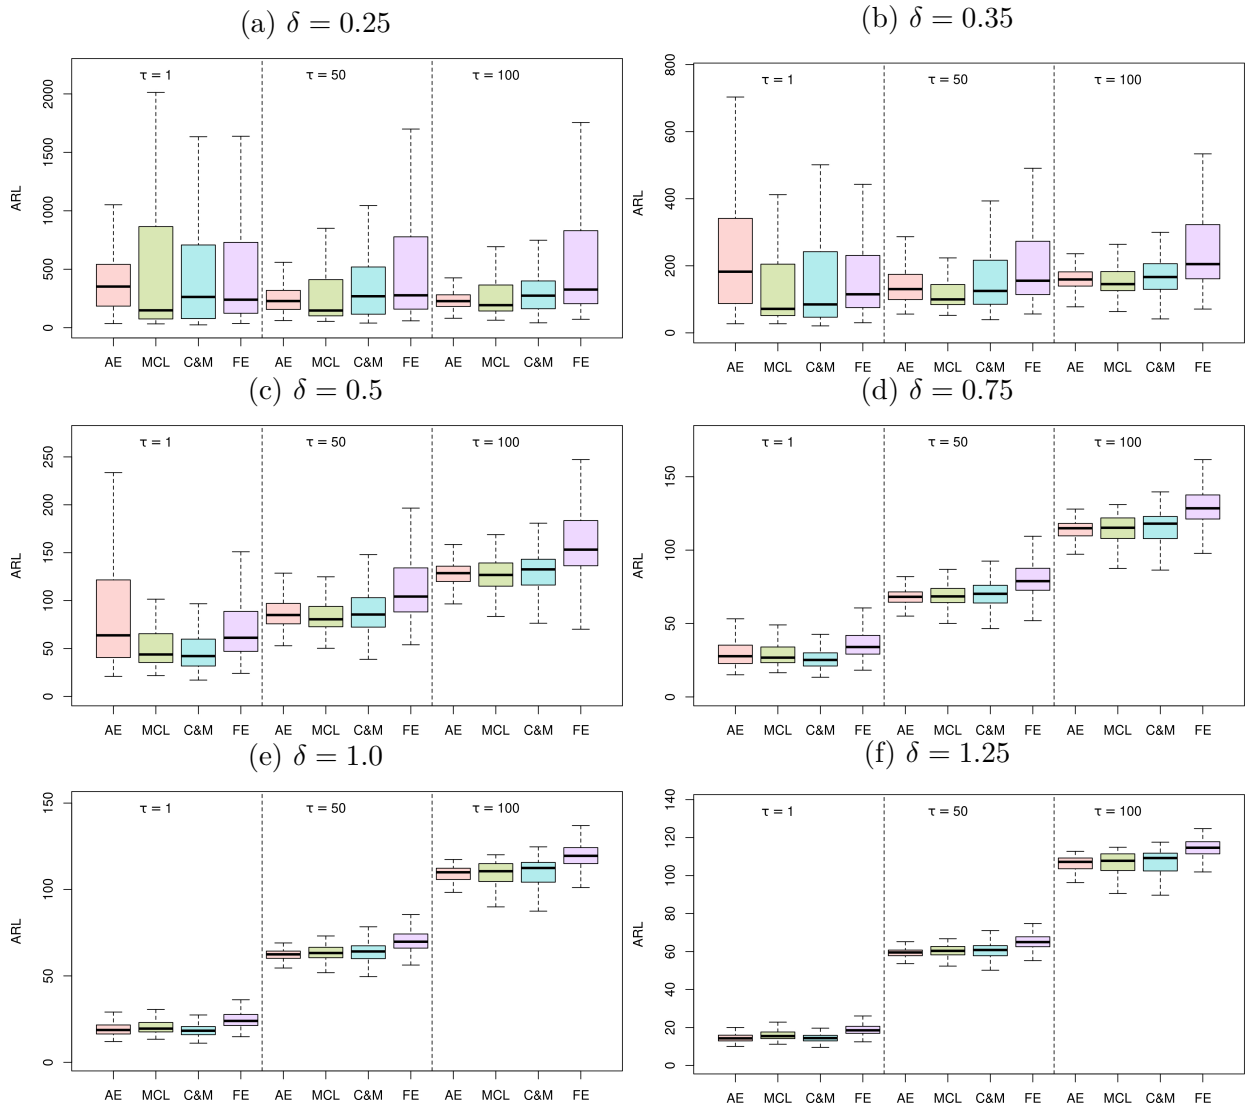 (a) δ = 0.25
τ = 1 τ = 50 τ = 100
ARL
0 500 1000 1500 2000
AE MCL C&M FE AE MCL C&M FE AE MCL C&M FE
(b) δ = 0.35
τ = 1 τ = 50 τ = 100
ARL
0 200 400 600 800
AE MCL C&M FE AE MCL C&M FE AE MCL C&M FE
(c) δ = 0.5
τ = 1 τ = 50 τ = 100
ARL
0 50 100 150 200 250
AE MCL C&M FE AE MCL C&M FE AE MCL C&M FE
(d) δ = 0.75
τ = 1 τ = 50 τ = 100
ARL
0 50 100 150
AE MCL C&M FE AE MCL C&M FE AE MCL C&M FE
(e) δ = 1.0
τ = 1 τ = 50 τ = 100
ARL
0 50 100 150
AE MCL C&M FE AE MCL C&M FE AE MCL C&M FE
(f) δ = 1.25
τ = 1 τ = 50 τ = 100
ARL
0 20 40 60 80 100 120 140
AE MCL C&M FE AE MCL C&M FE AE MCL C&M FE